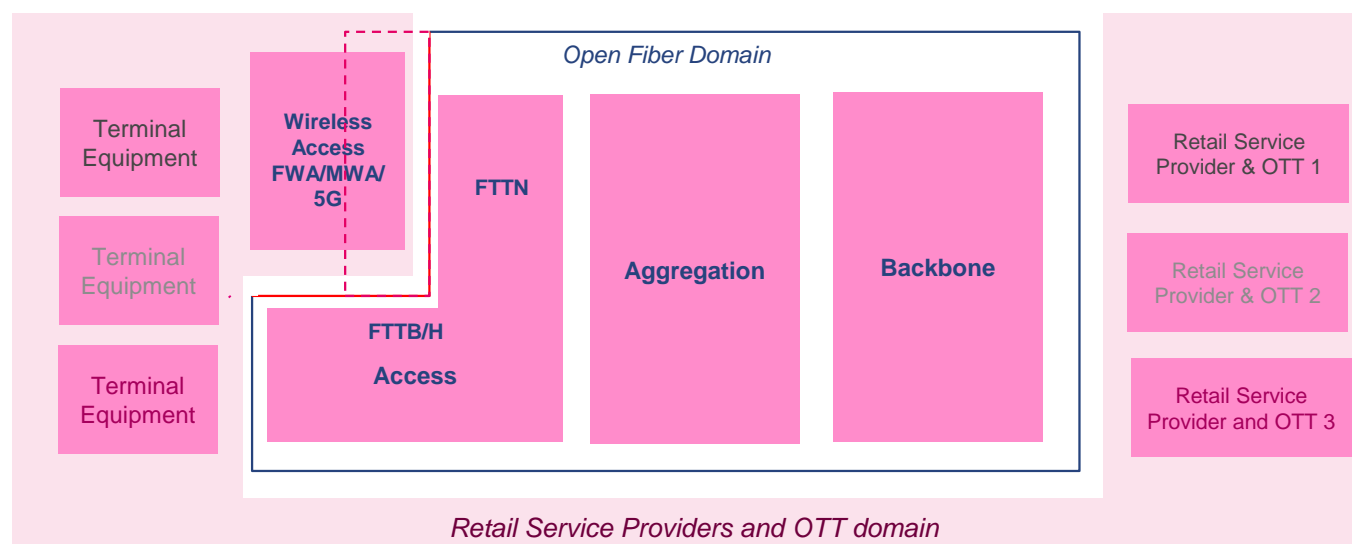 Open Fiber Domain
Terminal
Equipment
Wireless
Access
FWA/MWA/
5G
FTTN
Retail Service
Provider & OTT 1
Terminal
Equipment
Aggregation
Backbone
Retail Service
Provider & OTT 2
FTTB/H
Access
Terminal
Equipment
Retail Service
Provider and OTT 3
Retail Service Providers and OTT domain